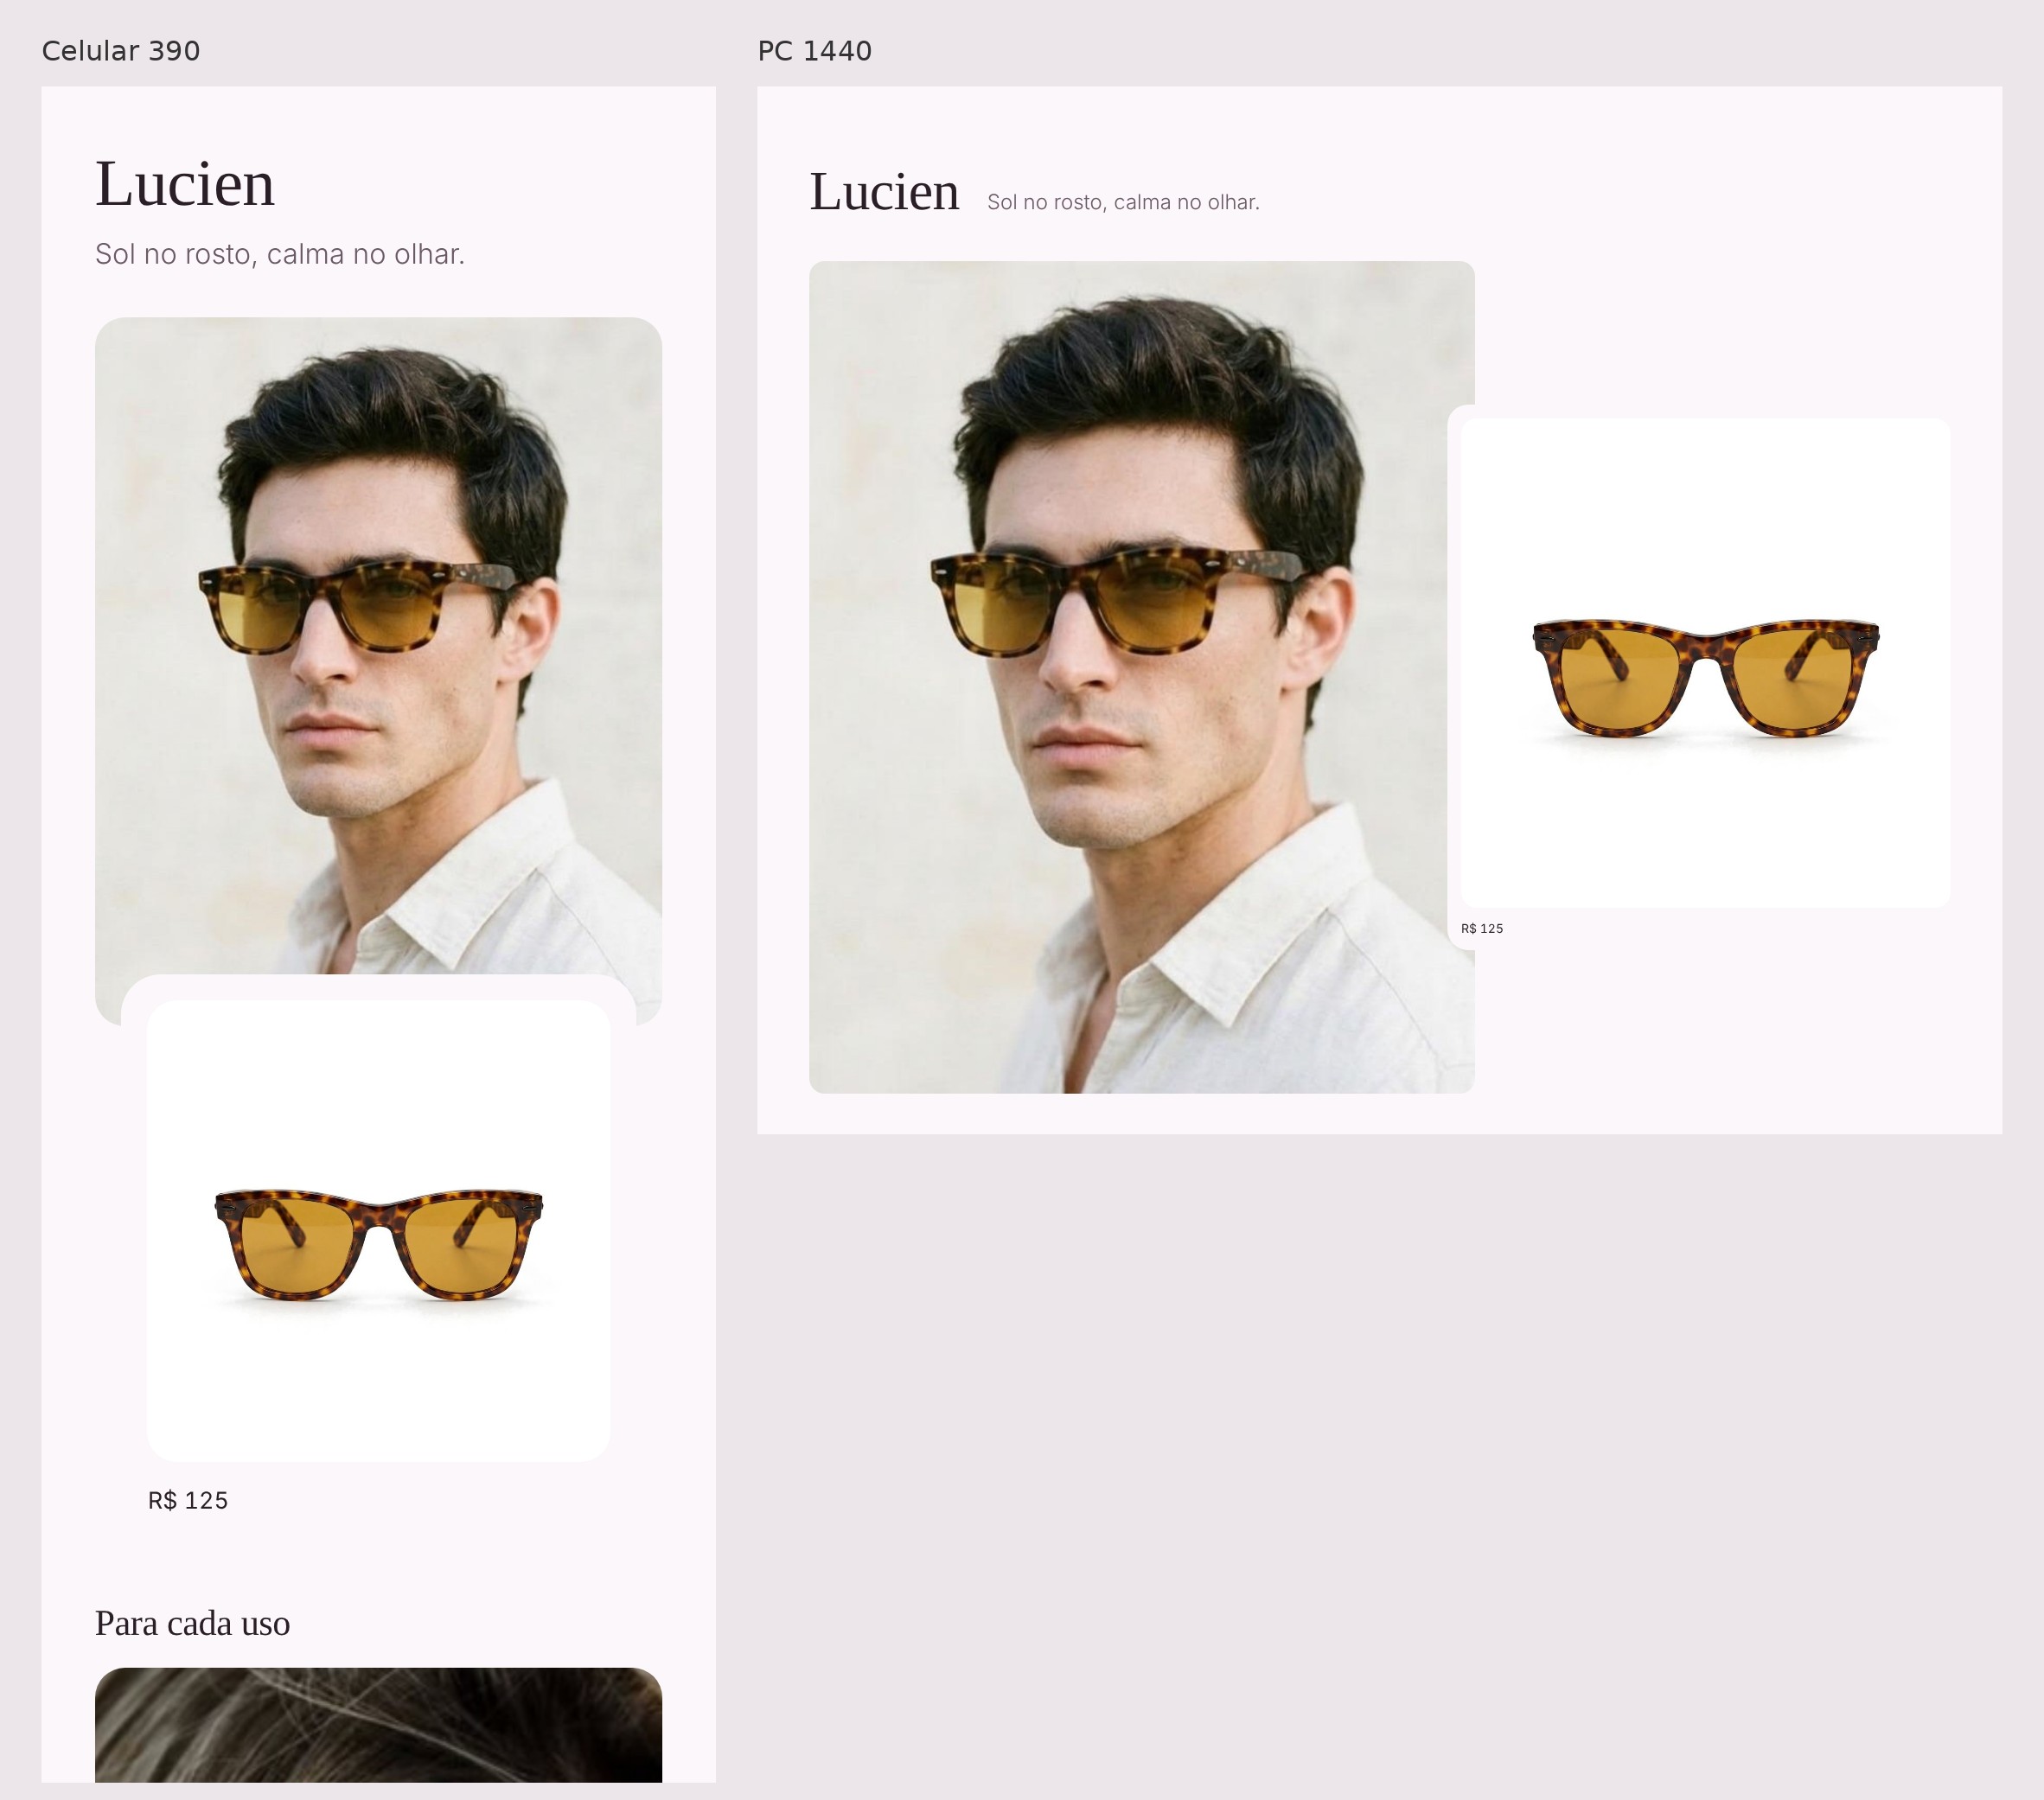 Celular 390
Lucien
Sol no rosto, calma no olhar.
R$ 125
Para cada uso
PC 1440
Lucien
Sol no rosto, calma no olhar.
R$ 125